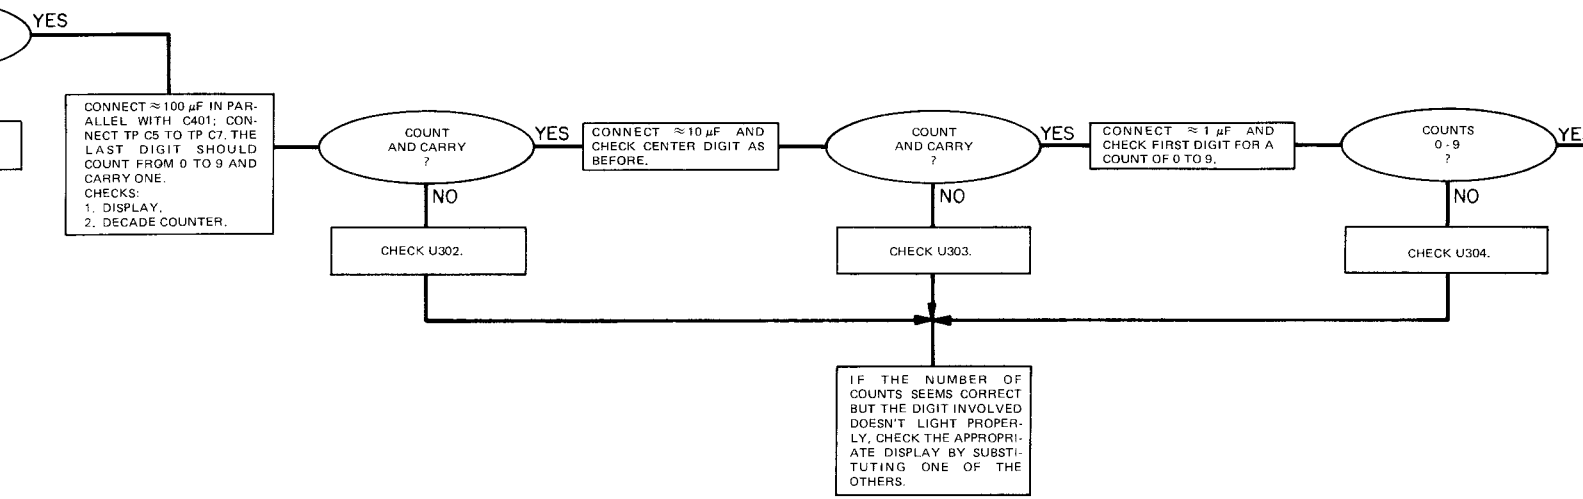 YES
CONNECT ≈ 100 µF IN PAR-
ALLEL WITH C401; CON-
NECT TP C5 TO TP C7. THE
LAST DIGIT SHOULD
COUNT FROM 0 TO 9 AND
CARRY ONE.
CHECKS:
1. DISPLAY.
2. DECADE COUNTER.
COUNT
AND CARRY
?
YES
NO
CHECK U302.
CONNECT ≈ 10 µF AND
CHECK CENTER DIGIT AS
BEFORE.
COUNT
AND CARRY
?
YES
NO
CHECK U303.
CONNECT ≈ 1 µF AND
CHECK FIRST DIGIT FOR A
COUNT OF 0 TO 9.
COUNTS
0 - 9
?
YE
NO
CHECK U304.
IF THE NUMBER OF
COUNTS SEEMS CORRECT
BUT THE DIGIT INVOLVED
DOESN'T LIGHT PROPER-
LY, CHECK THE APPROPRI-
ATE DISPLAY BY SUBSTI-
TUTING ONE OF THE
OTHERS.